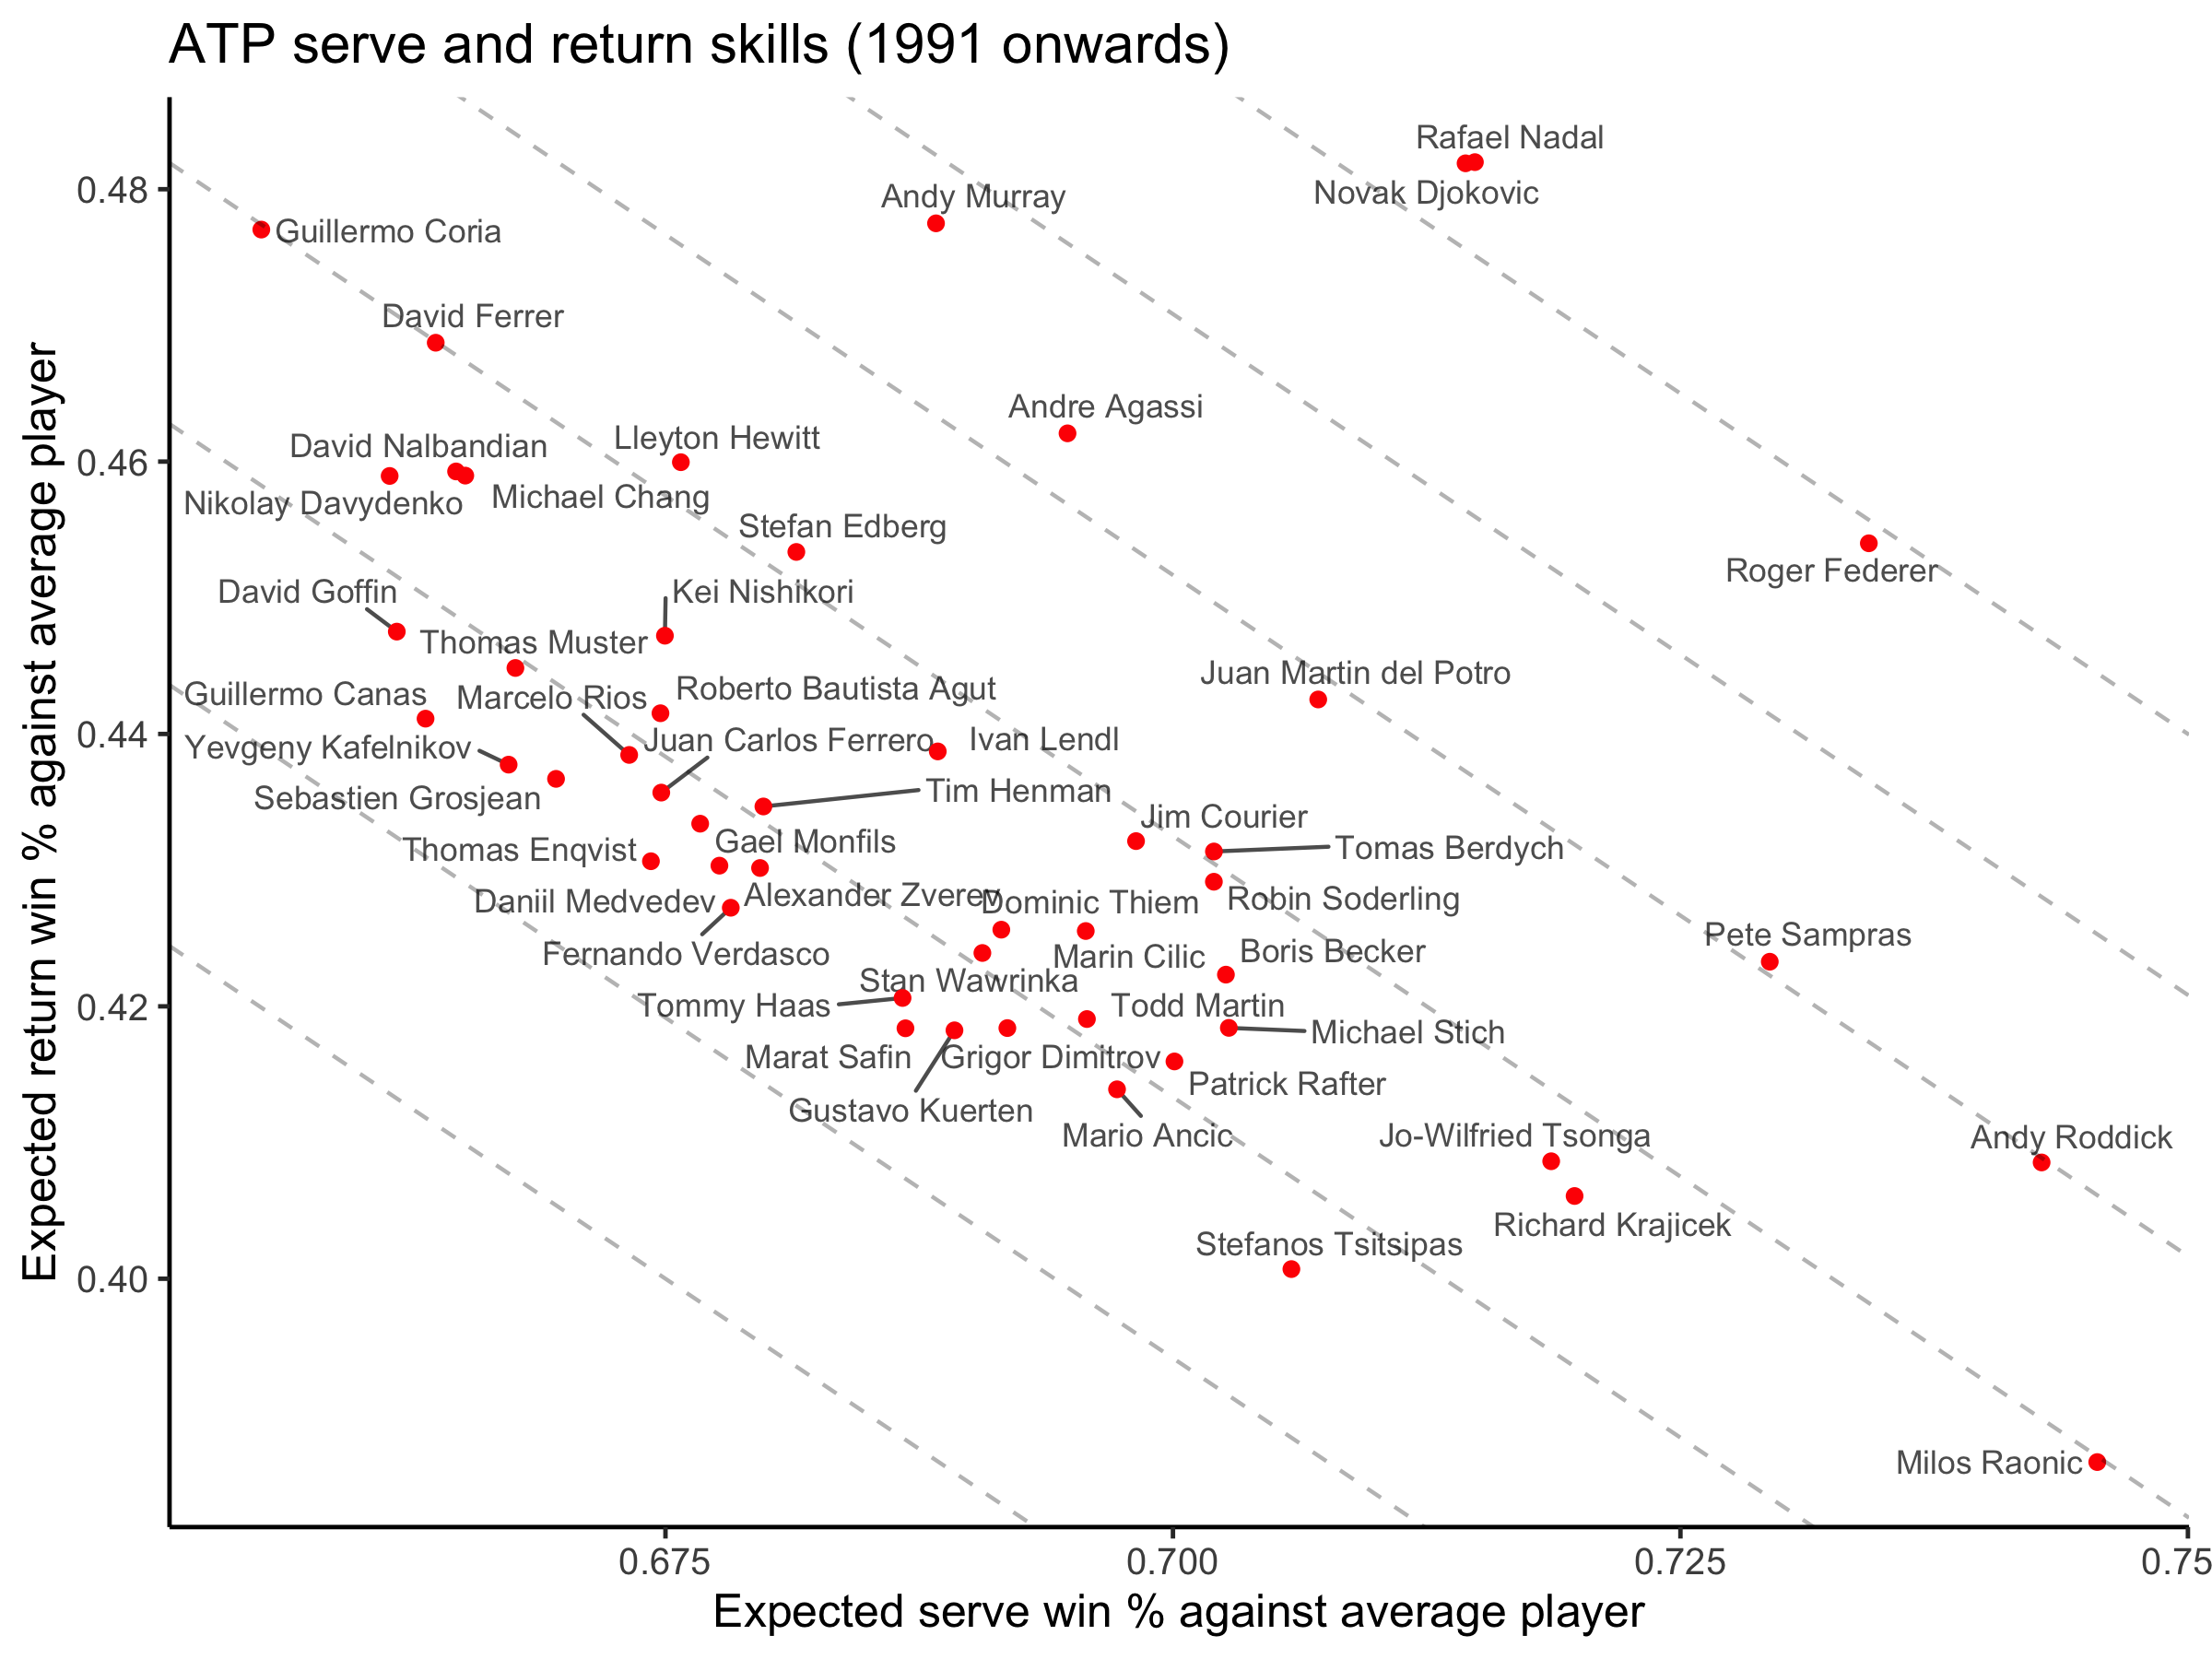 ATP serve and return skills (1991 onwards)
Expected return win % against average player
0.48
0.46
0.44
0.42
0.40
Rafael Nadal
Novak Djokovic
Andy Murray
Guillermo Coria
David Ferrer
Andre Agassi
Lleyton Hewitt
David Nalbandian
Michael Chang
Nikolay Davydenko
Stefan Edberg
Roger Federer
David Goffin
Kei Nishikori
Thomas Muster
Juan Martin del Potro
Roberto Bautista Agut
Guillermo Canas
Marcelo Rios
Juan Carlos Ferrero
Ivan Lendl
Yevgeny Kafelnikov
Tim Henman
Sebastien Grosjean
Jim Courier
Gael Monfils
Tomas Berdych
Thomas Enqvist
Alexander Zverev
Robin Soderling
Daniil Medvedev
Dominic Thiem
Pete Sampras
Fernando Verdasco
Marin Cilic
Boris Becker
Stan Wawrinka
Tommy Haas
Todd Martin
Michael Stich
Marat Safin
Grigor Dimitrov
Patrick Rafter
Gustavo Kuerten
Mario Ancic
Jo-Wilfried Tsonga
Andy Roddick
Richard Krajicek
Stefanos Tsitsipas
Milos Raonic
0.675
0.700
0.725
0.75
Expected serve win % against average player